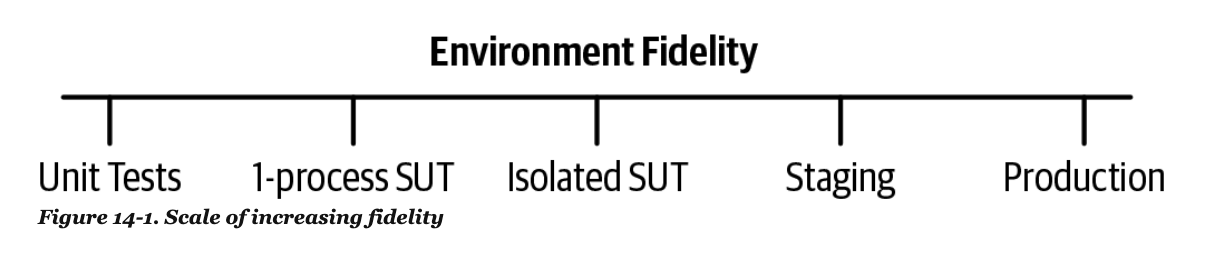 Environment Fidelity
Unit Tests 1-process SUT Isolated SUT Staging Production
Figure 14-1. Scale of increasing fidelity